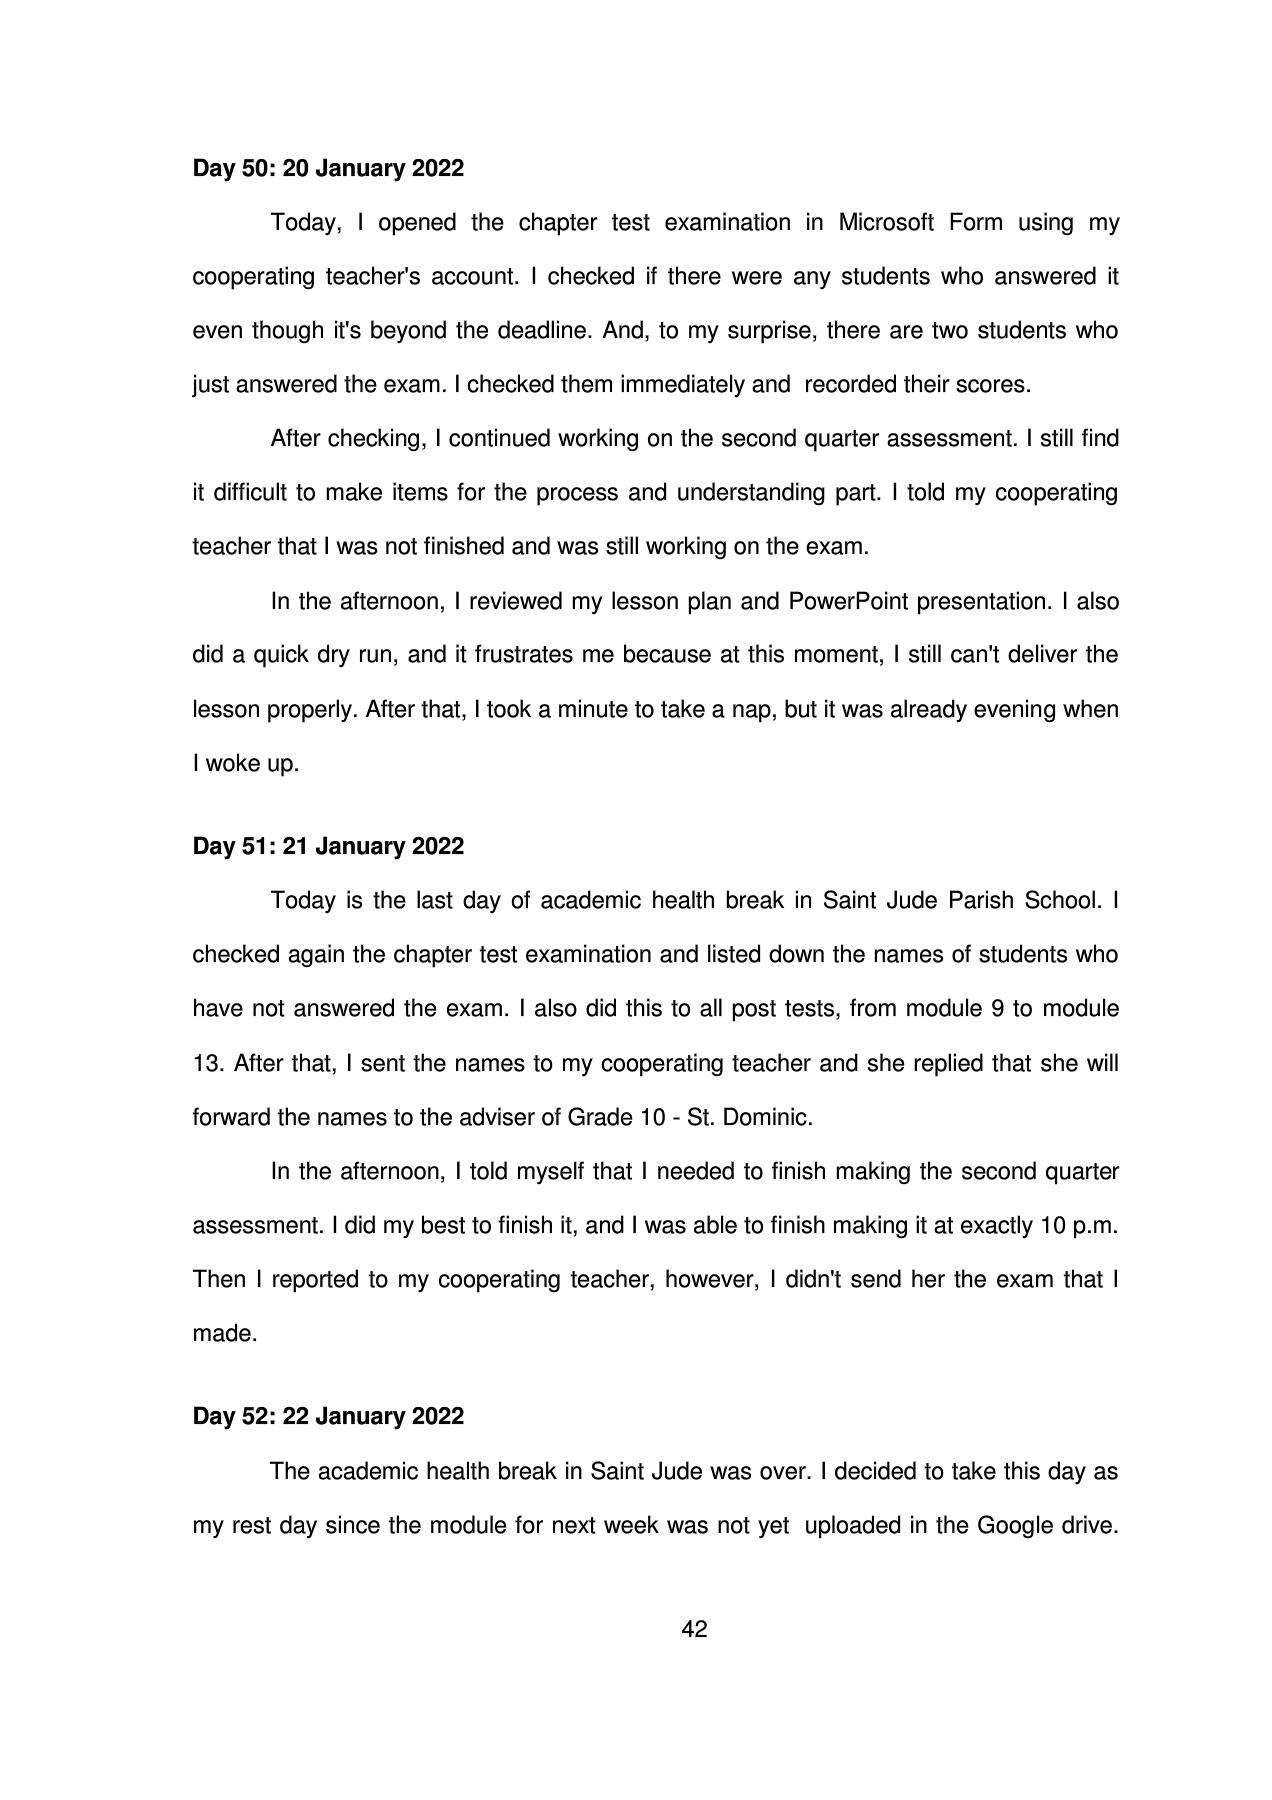 Day 50: 20 January 2022
Today, I opened the chapter test examination in Microsoft Form using my
cooperating teacher's account. I checked if there were any students who answered it
even though it's beyond the deadline. And, to my surprise, there are two students who
just answered the exam. I checked them immediately and  recorded their scores.
After checking, I continued working on the second quarter assessment. I still find
it difficult to make items for the process and understanding part. I told my cooperating
teacher that I was not finished and was still working on the exam.
In the afternoon, I reviewed my lesson plan and PowerPoint presentation. I also
did a quick dry run, and it frustrates me because at this moment, I still can't deliver the
lesson properly. After that, I took a minute to take a nap, but it was already evening when
I woke up.
Day 51: 21 January 2022
Today is the last day of academic health break in Saint Jude Parish School. I
checked again the chapter test examination and listed down the names of students who
have not answered the exam. I also did this to all post tests, from module 9 to module
13. After that, I sent the names to my cooperating teacher and she replied that she will
forward the names to the adviser of Grade 10 - St. Dominic.
In the afternoon, I told myself that I needed to finish making the second quarter
assessment. I did my best to finish it, and I was able to finish making it at exactly 10 p.m.
Then I reported to my cooperating teacher, however, I didn't send her the exam that I
made.
Day 52: 22 January 2022
The academic health break in Saint Jude was over. I decided to take this day as
my rest day since the module for next week was not yet  uploaded in the Google drive.
42